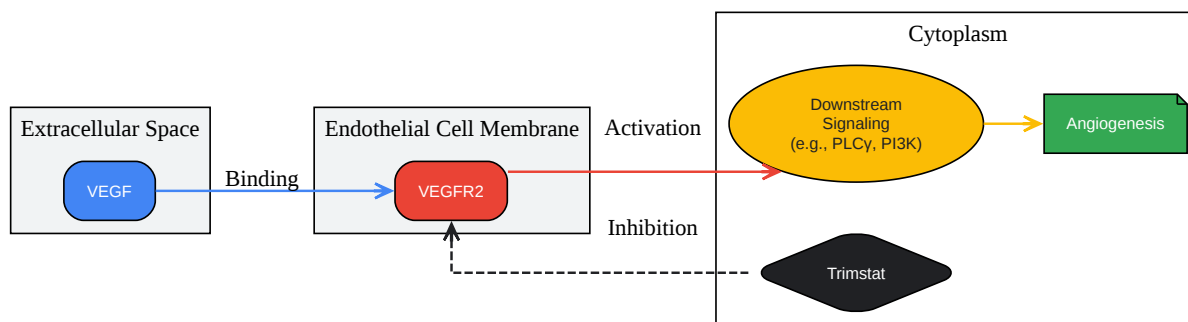 Cytoplasm
Extracellular Space
VEGF
Binding
Endothelial Cell Membrane
VEGFR2
Activation
Downstream
Signaling
(e.g., PLCγ, PI3K)
Angiogenesis
Inhibition
Trimstat